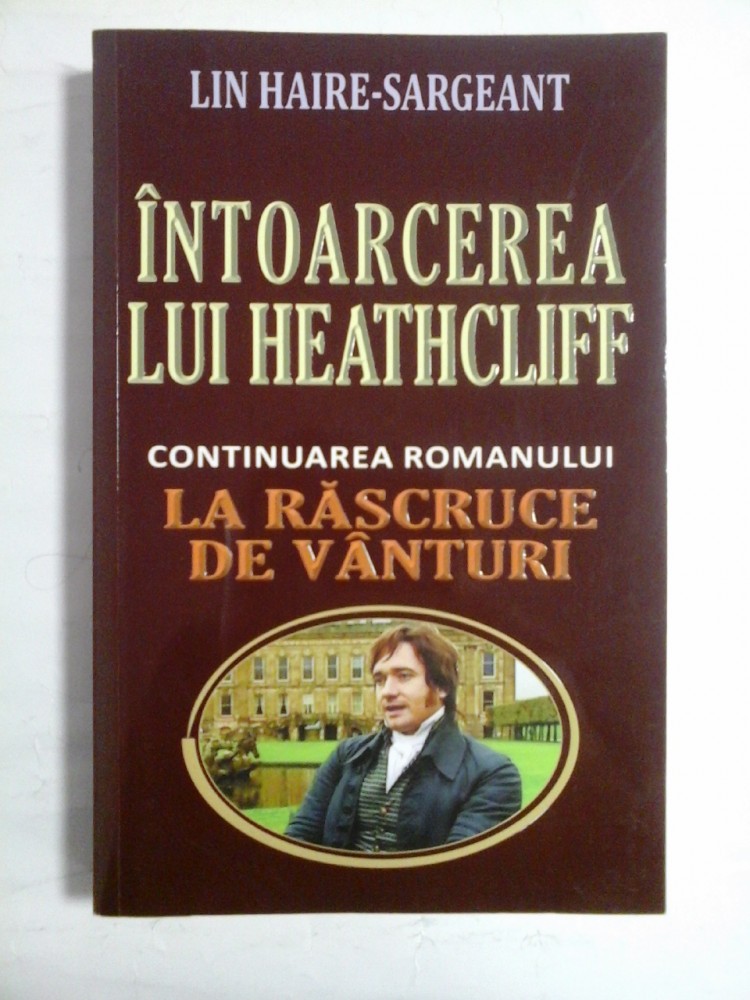 LIN HAIRE-SARGEANT
ÎNTOARCEREA
LUI HEATHCLIFF
CONTINUAREA ROMANULUI
LA RĂSCRUCE
DE VÂNTURI